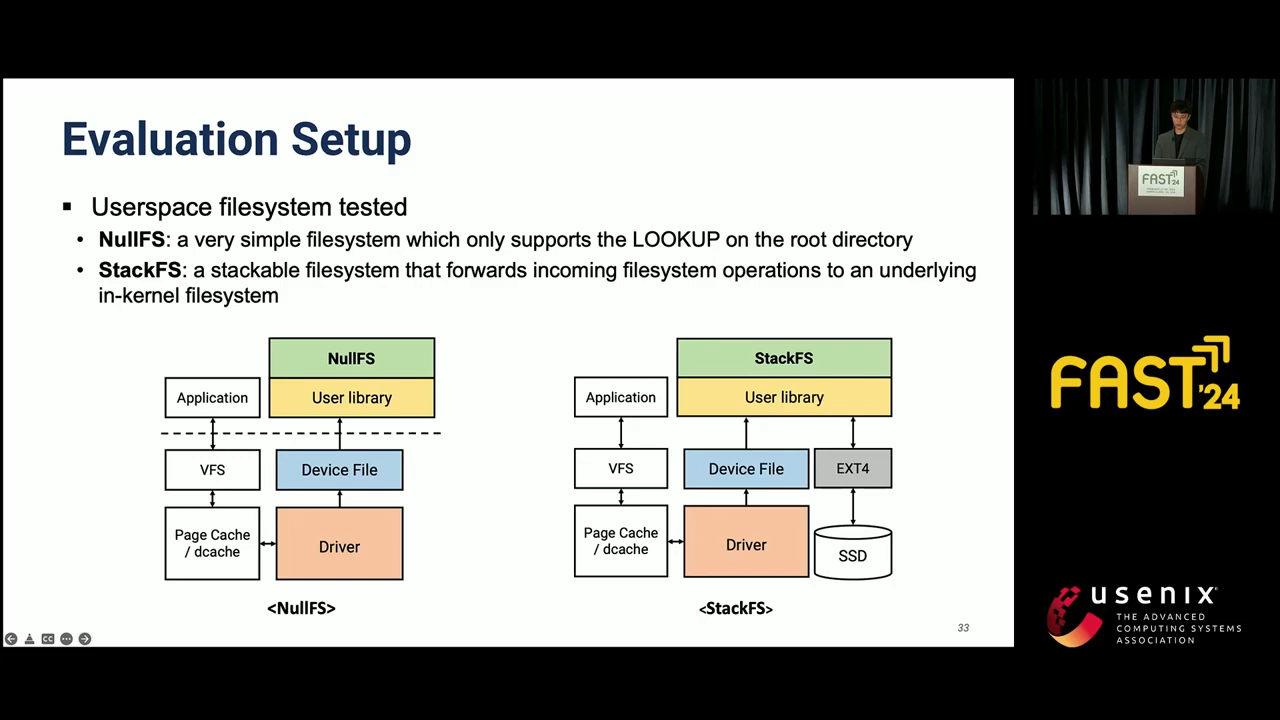 Evaluation Setup
▪ Userspace filesystem tested
• NullFS: a very simple filesystem which only supports the LOOKUP on the root directory
• StackFS: a stackable filesystem that forwards incoming filesystem operations to an underlying
in-kernel filesystem
NullFS
Application
User library
VFS
Device File
Page Cache
/ dcache
Driver
<NullFS>
StackFS
Application
User library
VFS
Device File
EXT4
Page Cache
/ dcache
Driver
SSD
<StackFS>
33
CC
FAST'24
FAST'24
usenix
THE ADVANCED
COMPUTING SYSTEMS
ASSOCIATION